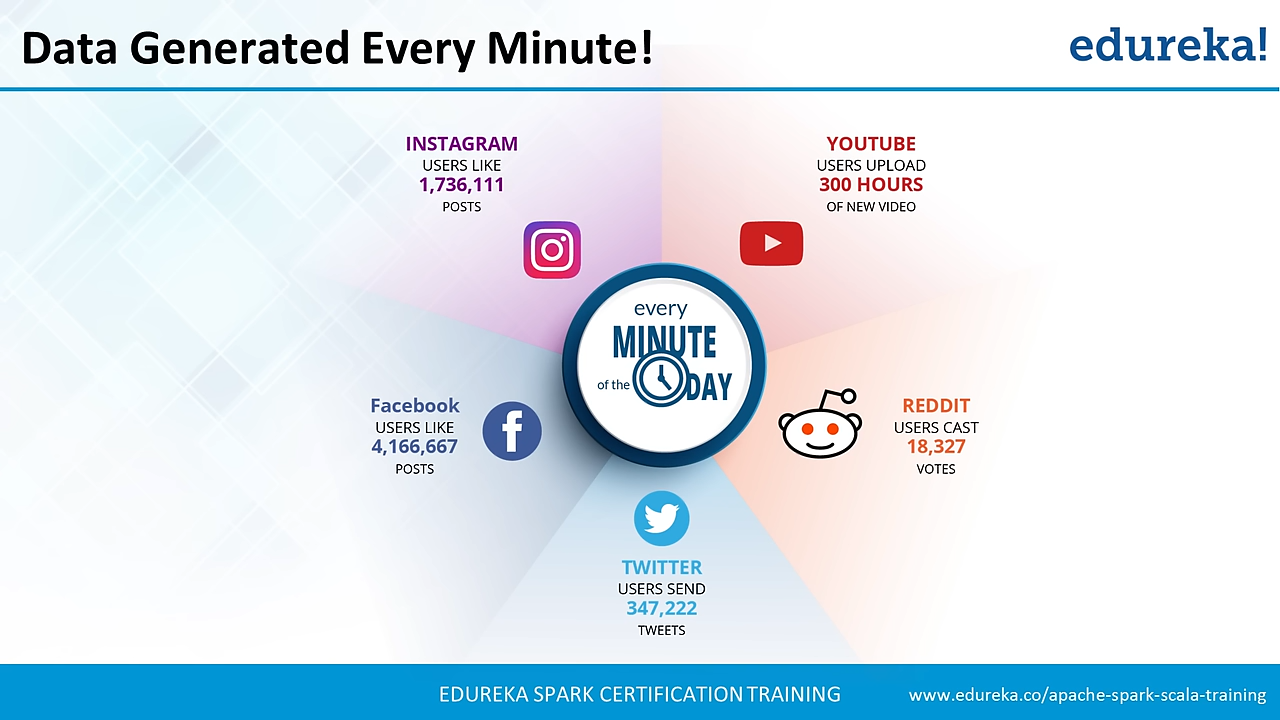 Data Generated Every Minute!
edureka!
INSTAGRAM
USERS LIKE
1,736,111
POSTS
YOUTUBE
USERS UPLOAD
300 HOURS
OF NEW VIDEO
every
MINUTE
of the DAY
Facebook
USERS LIKE
4,166,667
POSTS
REDDIT
USERS CAST
18,327
VOTES
TWITTER
USERS SEND
347,222
TWEETS
EDUREKA SPARK CERTIFICATION TRAINING
www.edureka.co/apache-spark-scala-training